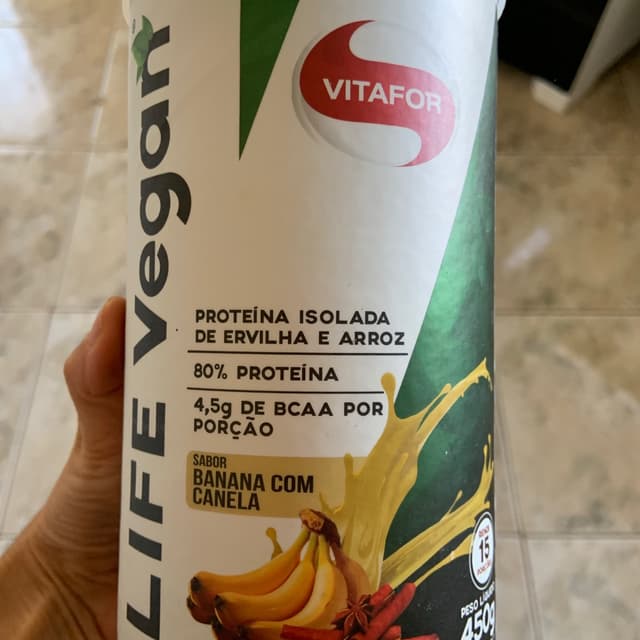 LIFE Vegan
VITAFOR
PROTEÍNA ISOLADA
DE ERVILHA E ARROZ
80% PROTEÍNA
4,5g DE BCAA POR
PORÇÃO
SABOR
BANANA COM
CANELA
15
PESO
450g